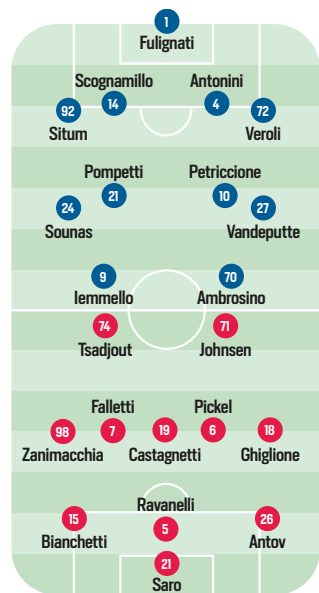 1
Fulignati
Scognamillo Antonini
92 14 4 72
Situm Veroli
Pompetti Petriccione
24 21 10 27
Sounas Vandeputte
9 70
Iemmello Ambrosino
74 71
Tsadjout Johnsen
Falletti Pickel
98 7 19 6 18
Zanimacchia Castagnetti Ghiglione
Ravanelli
15 5 26
Bianchetti Antov
21
Saro